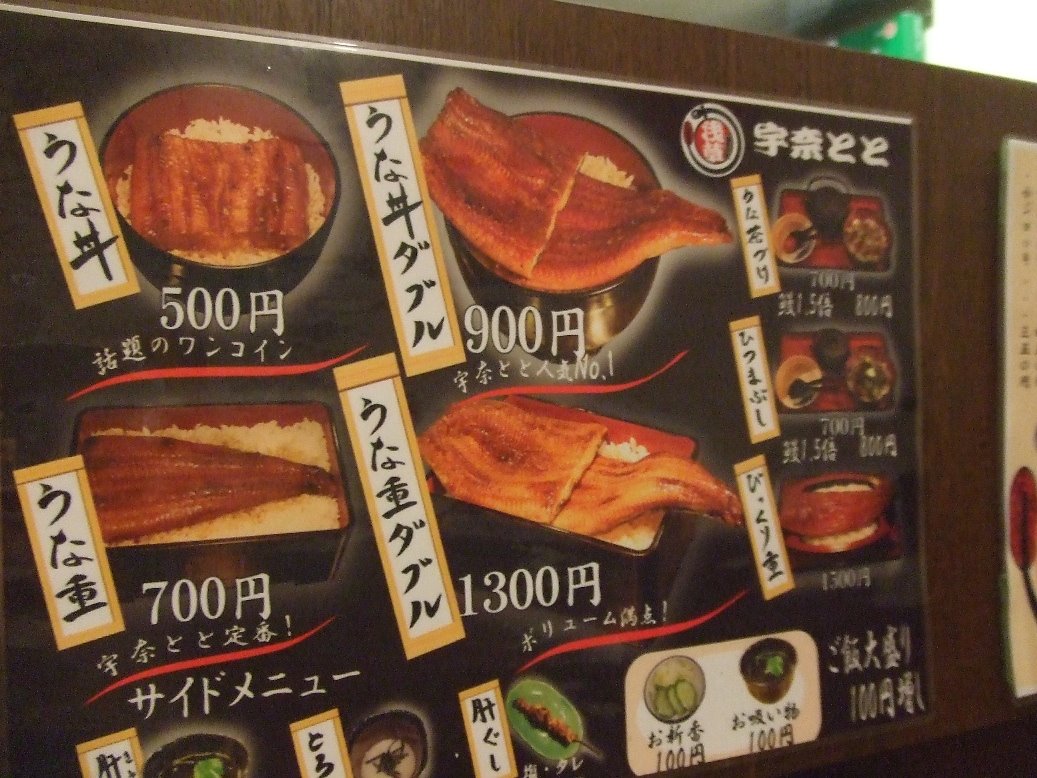 うな丼
500円
話題のワンコイン
うな丼ダブル
900円
宇奈とと人気No.1
浅草
宇奈とと
うな茶づけ
700円
鰻1.5倍 800円
ひつまぶし
700円
鰻1.5倍 800円
びっくり重
1500円
うな重
700円
宇奈とと定番!
うな重ダブル
1300円
ボリューム満点!
ご飯大盛り
100円増し
サイドメニュー
肝
とろ
肝ぐし
塩・タレ
お新香
100円
お吸い物
100円